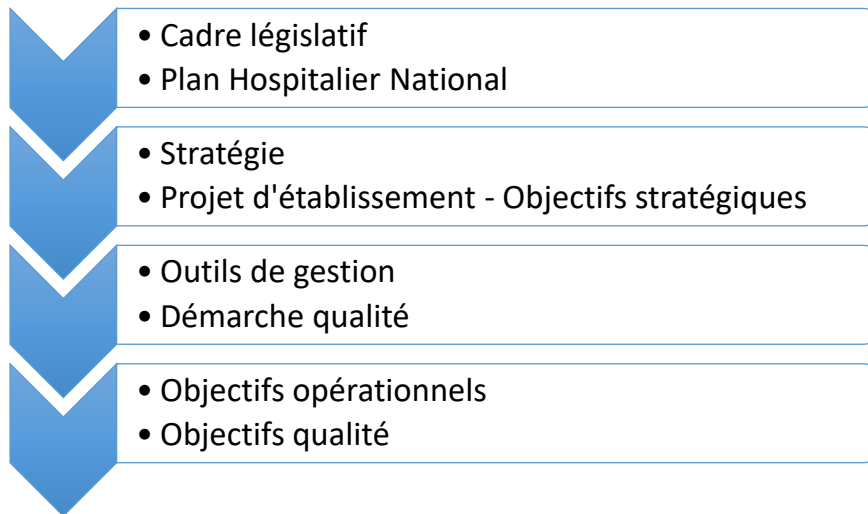 • Cadre législatif
• Plan Hospitalier National
• Stratégie
• Projet d'établissement - Objectifs stratégiques
• Outils de gestion
• Démarche qualité
• Objectifs opérationnels
• Objectifs qualité